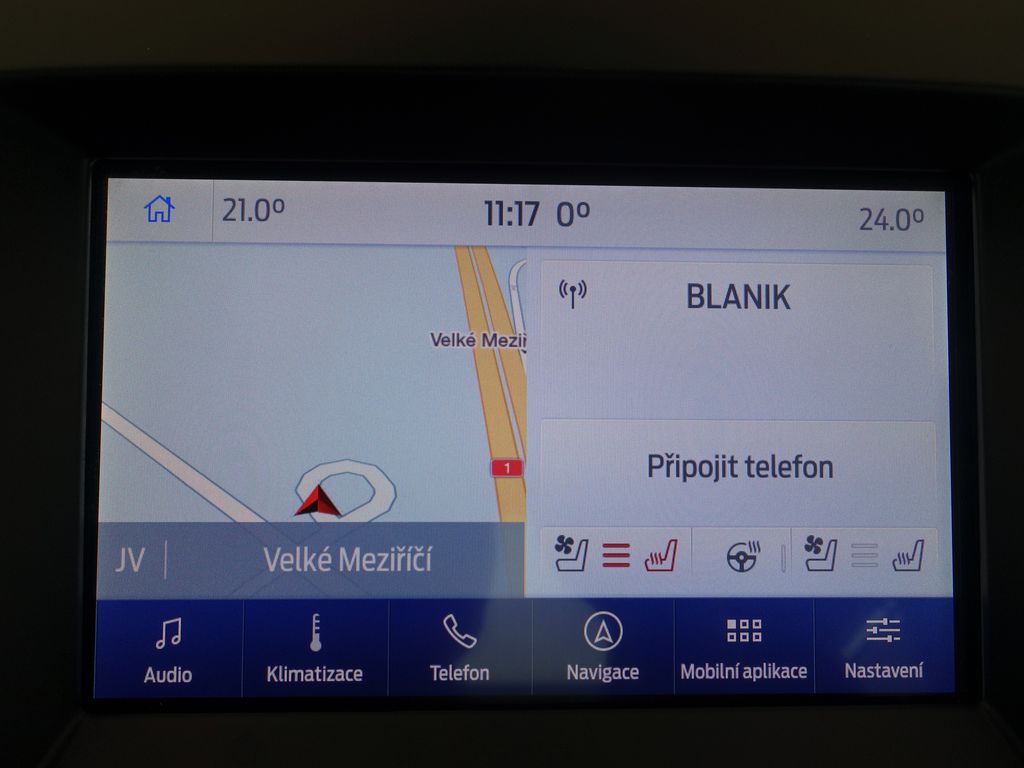 21.0º 11:17 0º 24.0º
BLANIK
Velké Meziř
Připojit telefon
1
JV Velké Meziříčí
Audio Klimatizace Telefon Navigace Mobilní aplikace Nastavení